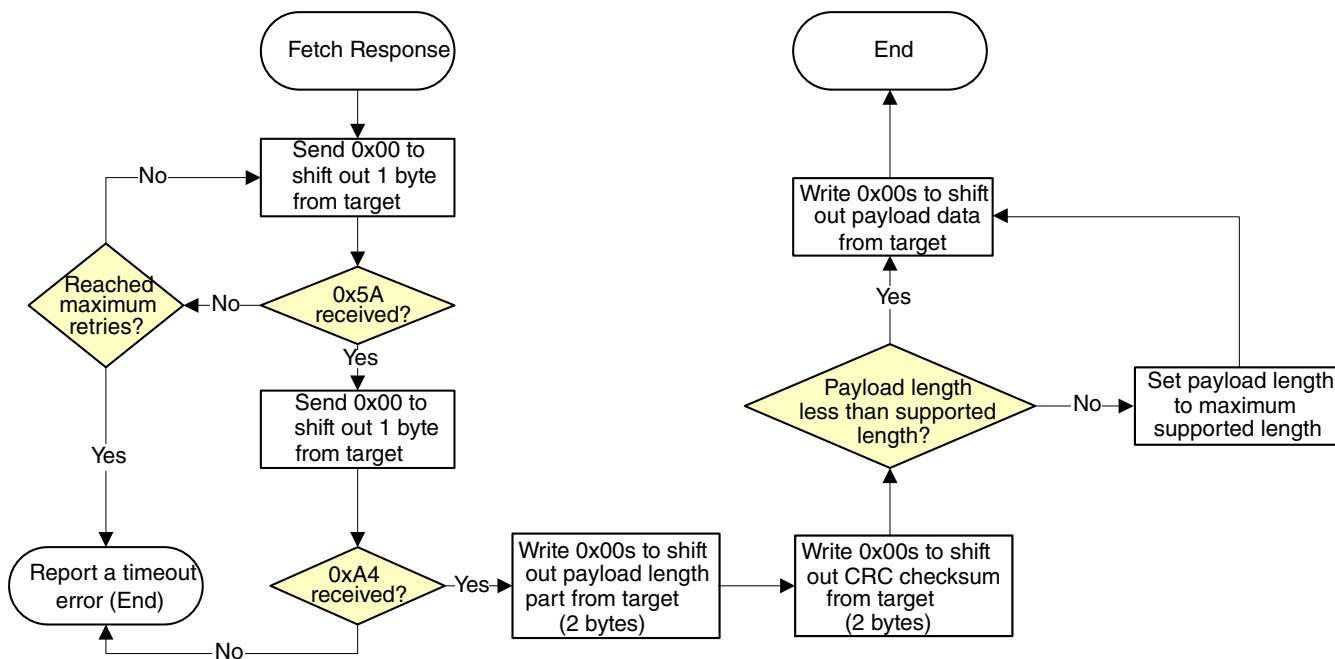 Fetch Response
Send 0x00 to
shift out 1 byte
from target
No
Reached
maximum
retries?
No
0x5A
received?
Yes
Send 0x00 to
shift out 1 byte
from target
Yes
Report a timeout
error (End)
0xA4
received?
No
Yes
Write 0x00s to shift
out payload length
part from target
(2 bytes)
Write 0x00s to shift
out CRC checksum
from target
(2 bytes)
Payload length
less than supported
length?
No
Set payload length
to maximum
supported length
Yes
Write 0x00s to shift
out payload data
from target
End